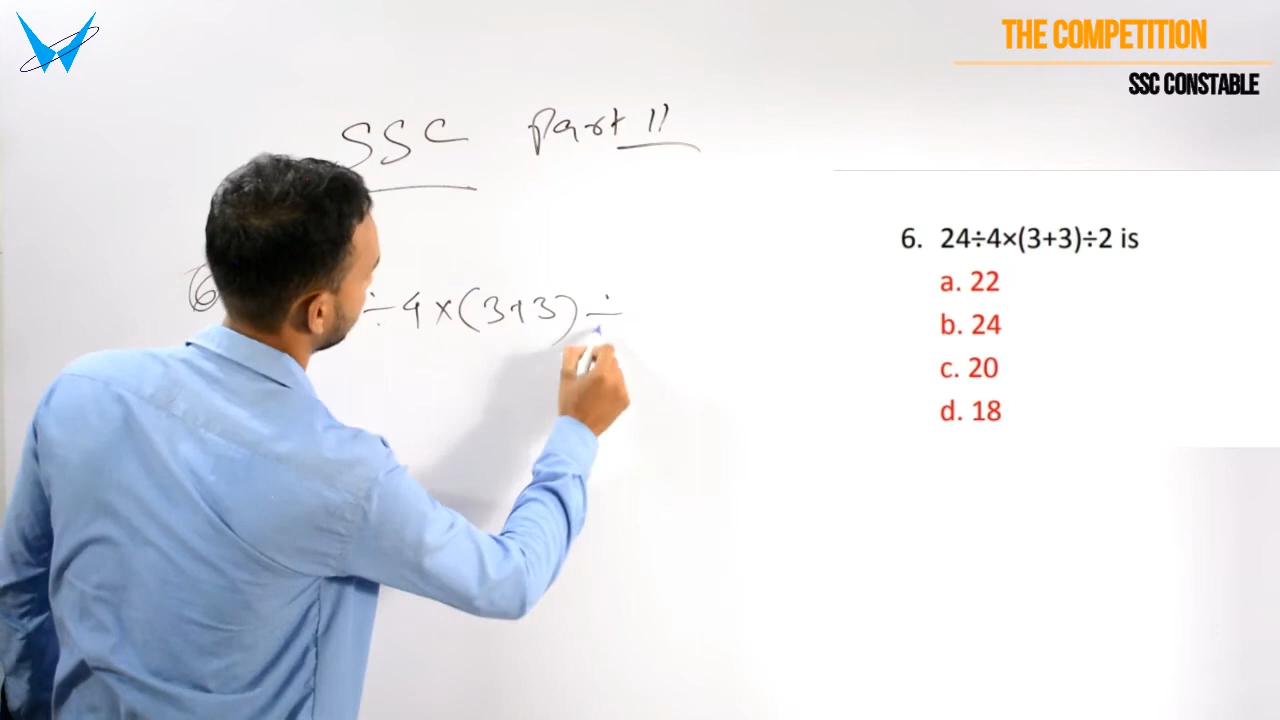 THE COMPETITION
SSC CONSTABLE
SSC Part 11
6 ÷4×(3+3)÷
6. 24÷4×(3+3)÷2 is
a. 22
b. 24
c. 20
d. 18